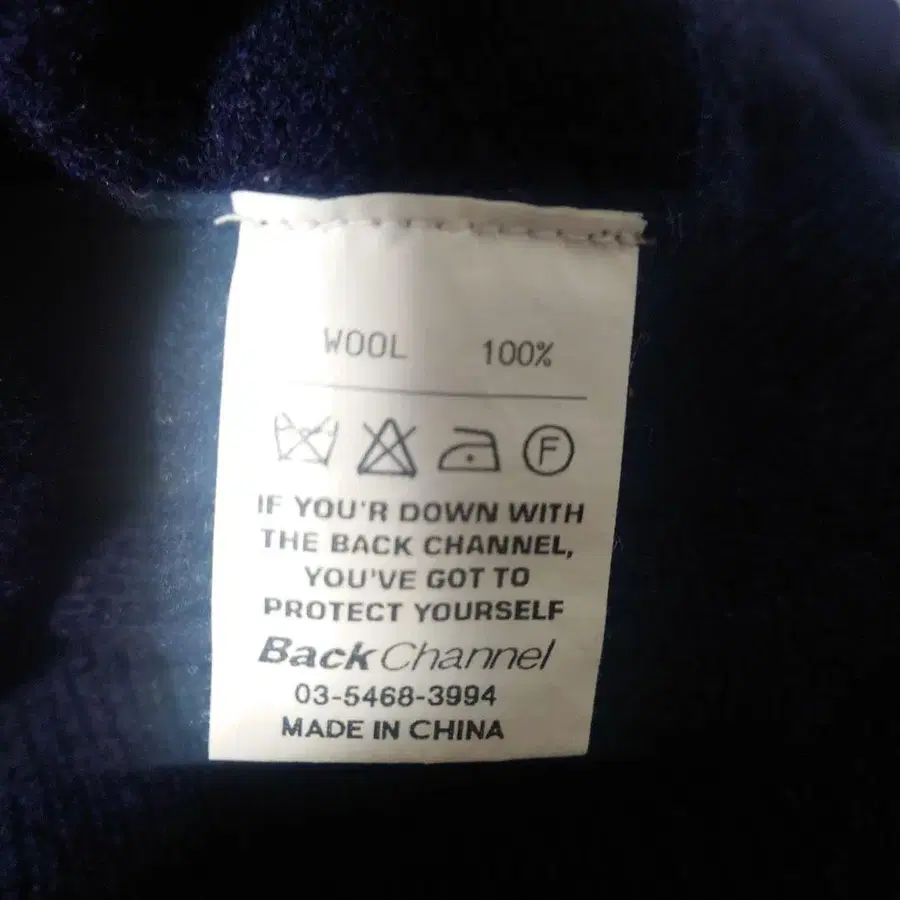 WOOL 100%
F
IF YOU'R DOWN WITH
THE BACK CHANNEL,
YOU'VE GOT TO
PROTECT YOURSELF
Back Channel
03-5468-3994
MADE IN CHINA